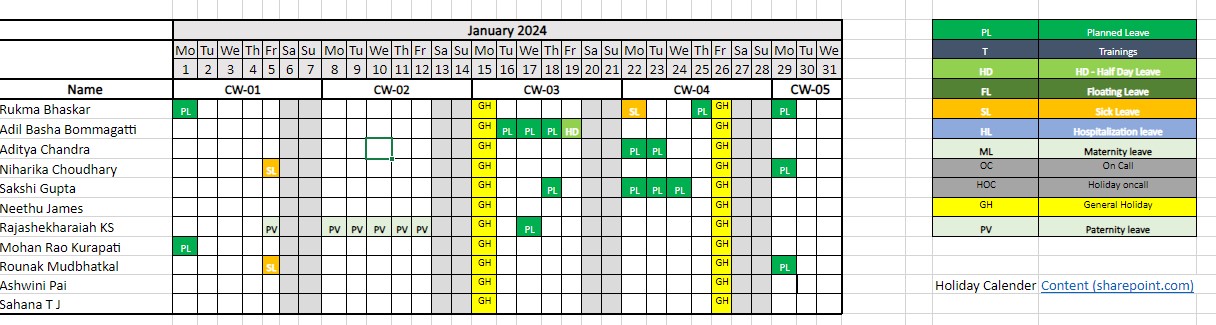 January 2024 PL Planned Leave
Mo Tu We Th Fr Sa Su Mo Tu We Th Fr Sa Su Mo Tu We Th Fr Sa Su Mo Tu We Th Fr Sa Su Mo Tu We T Trainings
1 2 3 4 5 6 7 8 9 10 11 12 13 14 15 16 17 18 19 20 21 22 23 24 25 26 27 28 29 30 31 HD HD - Half Day Leave
Name CW-01 CW-02 CW-03 CW-04 CW-05 FL Floating Leave
Rukma Bhaskar PL GH SL PL GH PL SL Sick Leave
Adil Basha Bommagatti GH PL PL PL HD GH HL Hospitalization leave
Aditya Chandra GH PL PL GH ML Maternity leave
Niharika Choudhary SL GH GH PL OC On Call
Sakshi Gupta GH PL PL PL PL GH HOC Holiday oncall
Neethu James GH GH GH General Holiday
Rajashekharaiah KS PV PV PV PV PV PV GH PL GH PV Paternity leave
Mohan Rao Kurapati PL GH GH
Rounak Mudbhatkal SL GH GH PL
Ashwini Pai GH GH Holiday Calender Content (sharepoint.com)
Sahana T J GH GH